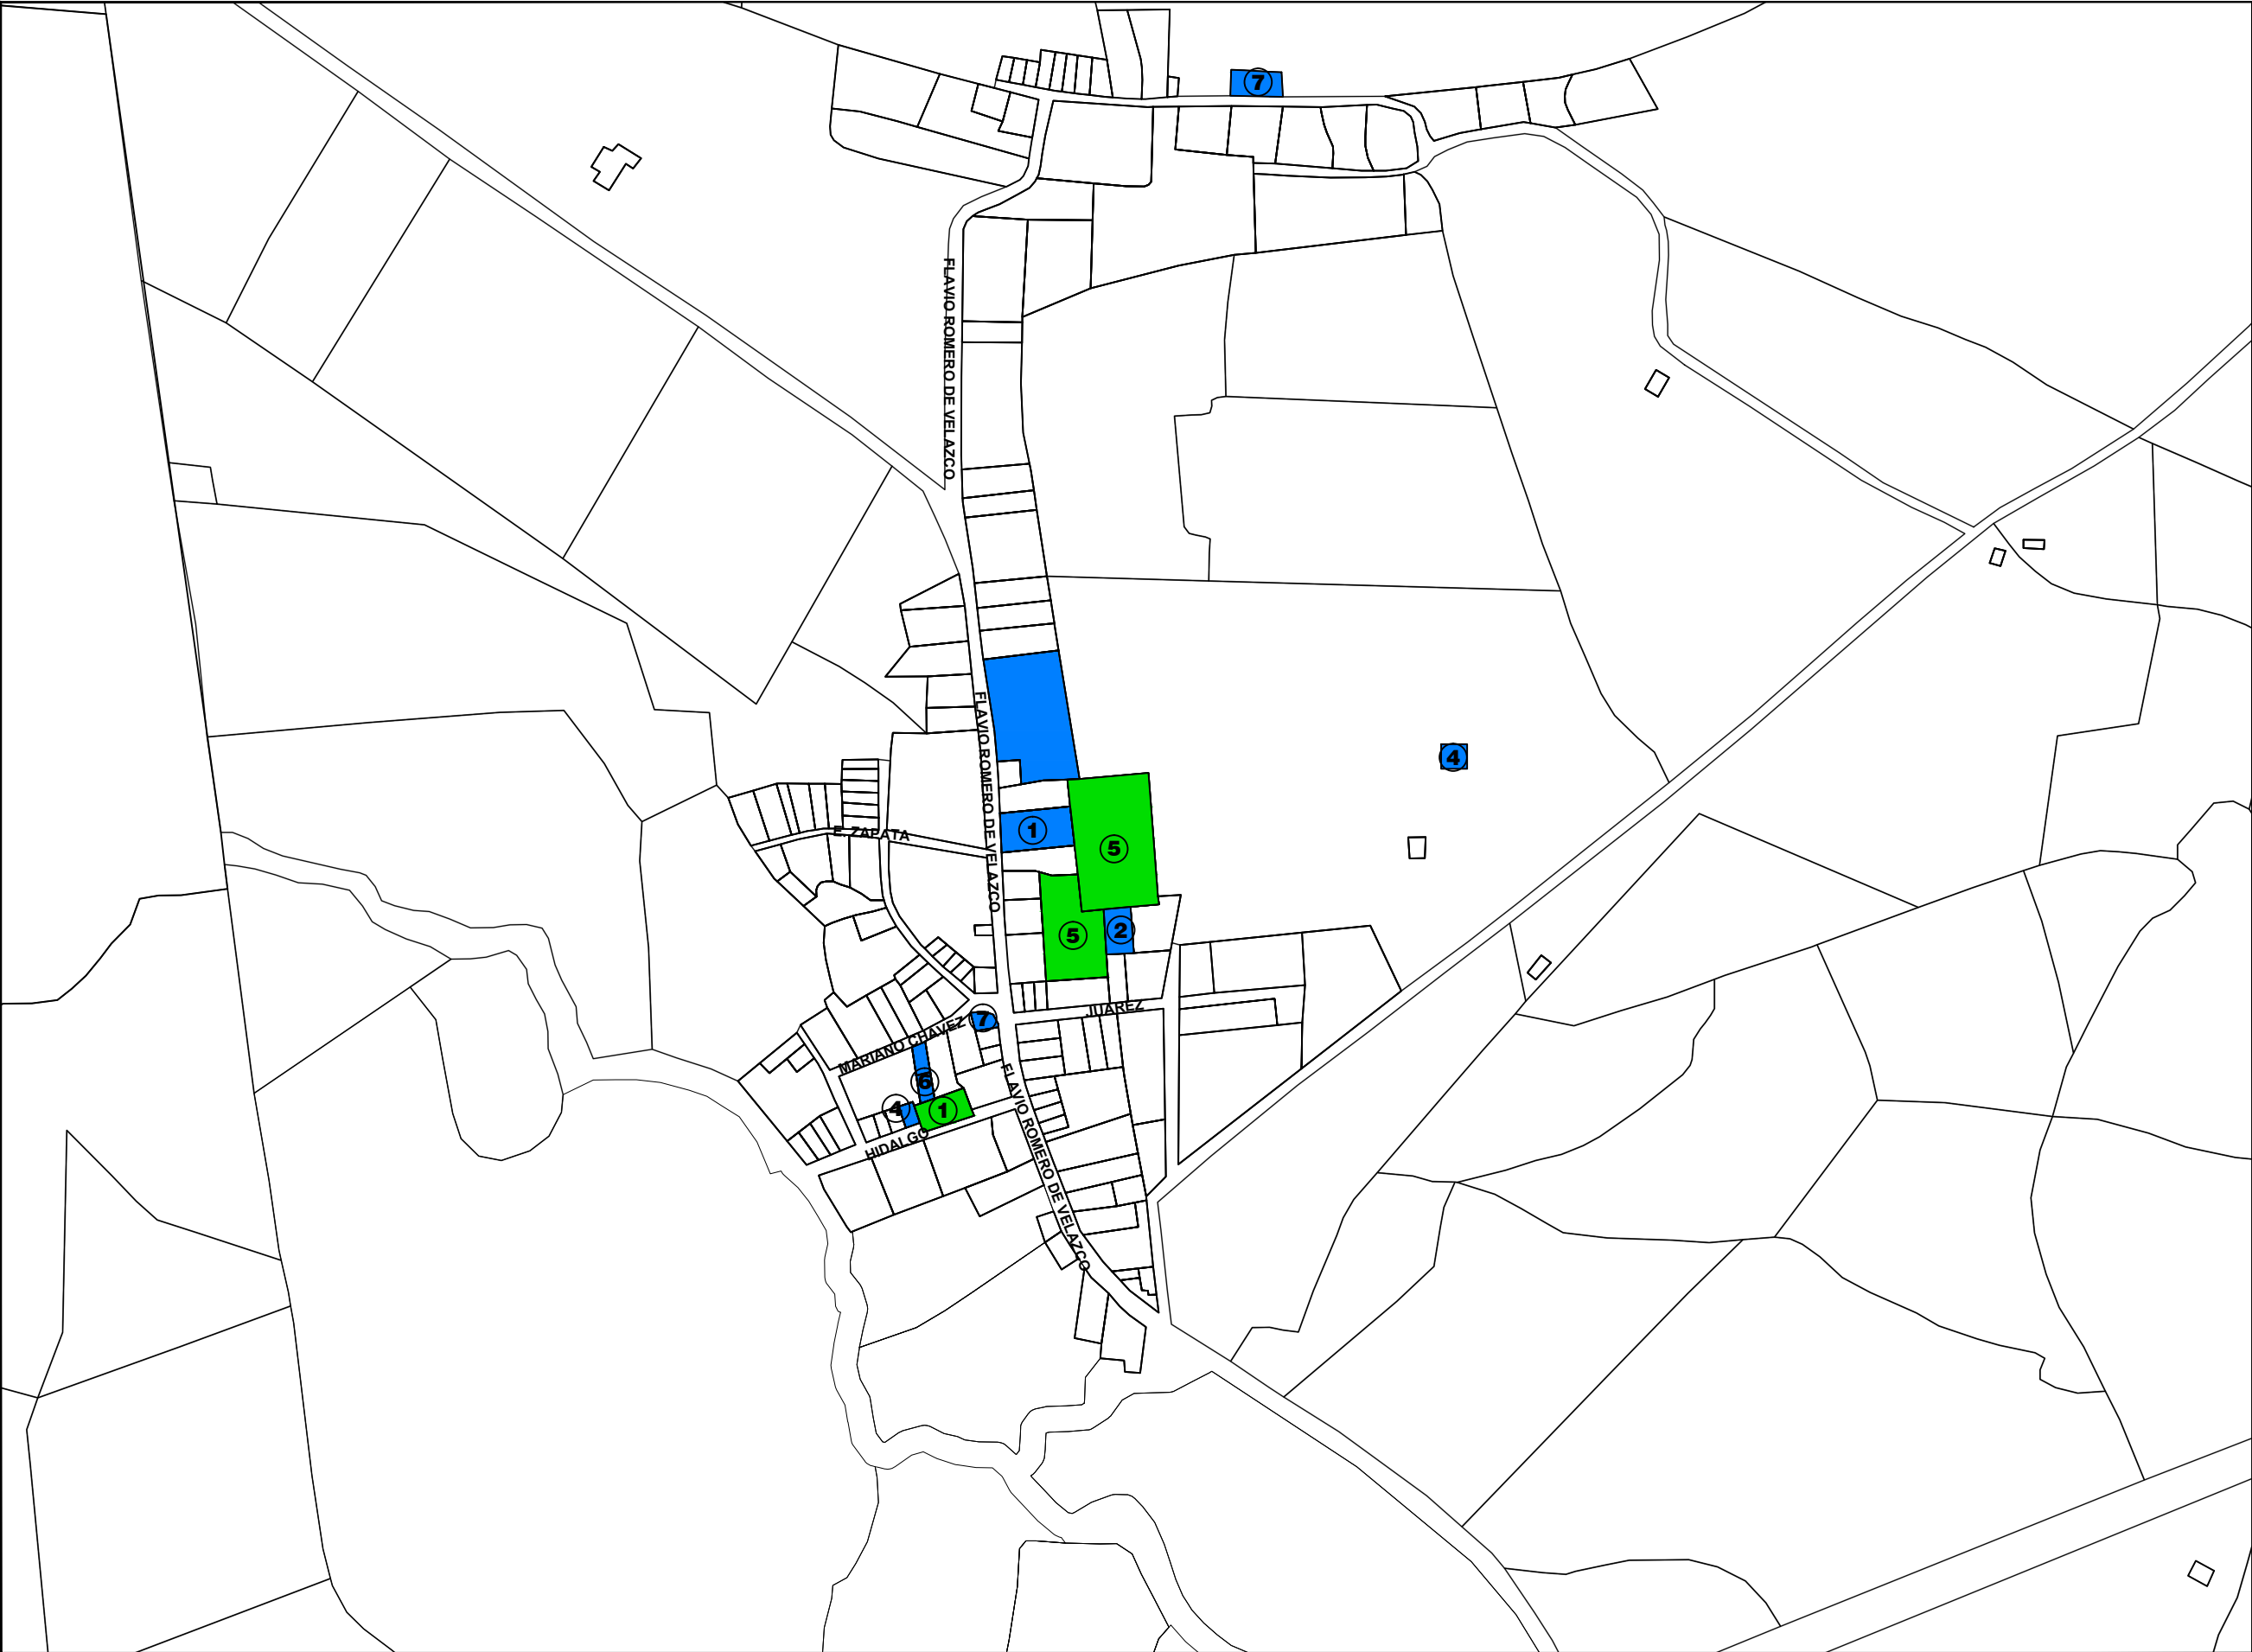 7
FLAVIO ROMERO DE VELAZCO
FLAVIO ROMERO DE VELAZCO
4
1
E. ZAPATA
5
2
5
JUAREZ
7
MARIANO CHAVEZ
6
4
1
HIDALGO
FLAVIO ROMERO DE VELAZCO